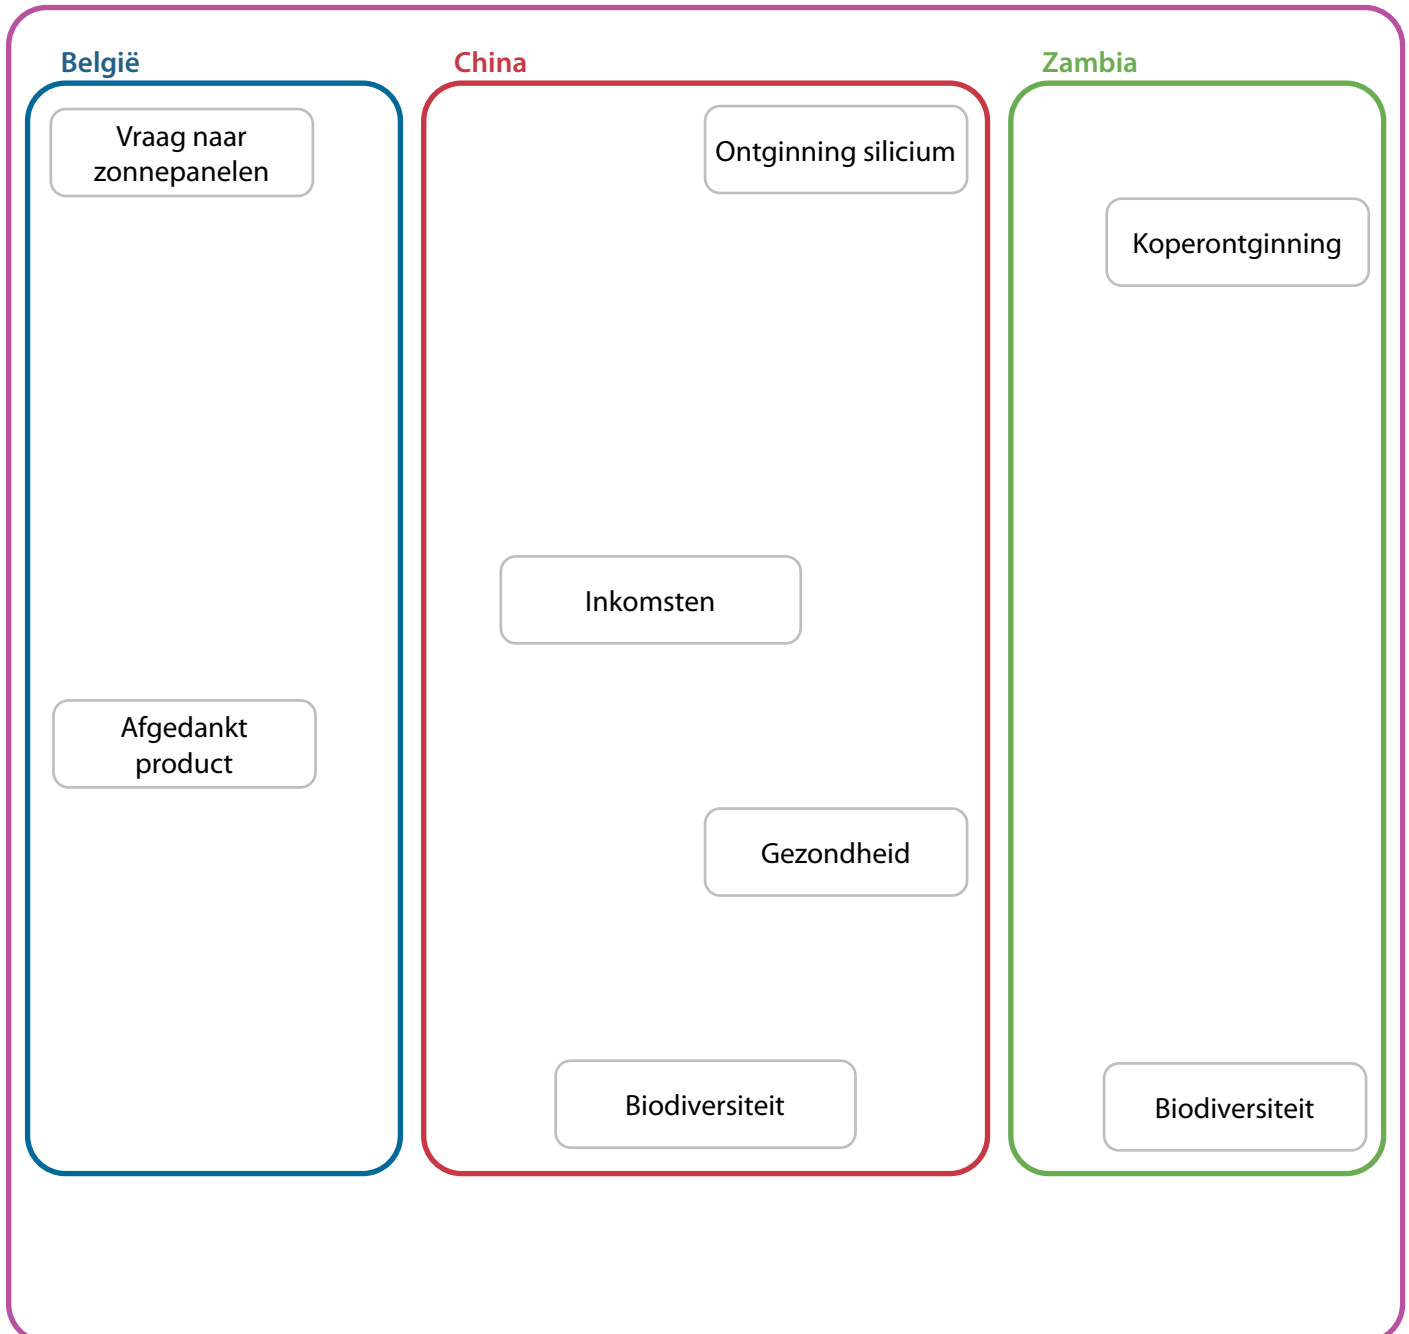 België
Vraag naar
zonnepanelen
Afgedankt
product
China
Ontginning silicium
Inkomsten
Gezondheid
Biodiversiteit
Zambia
Koperontginning
Biodiversiteit